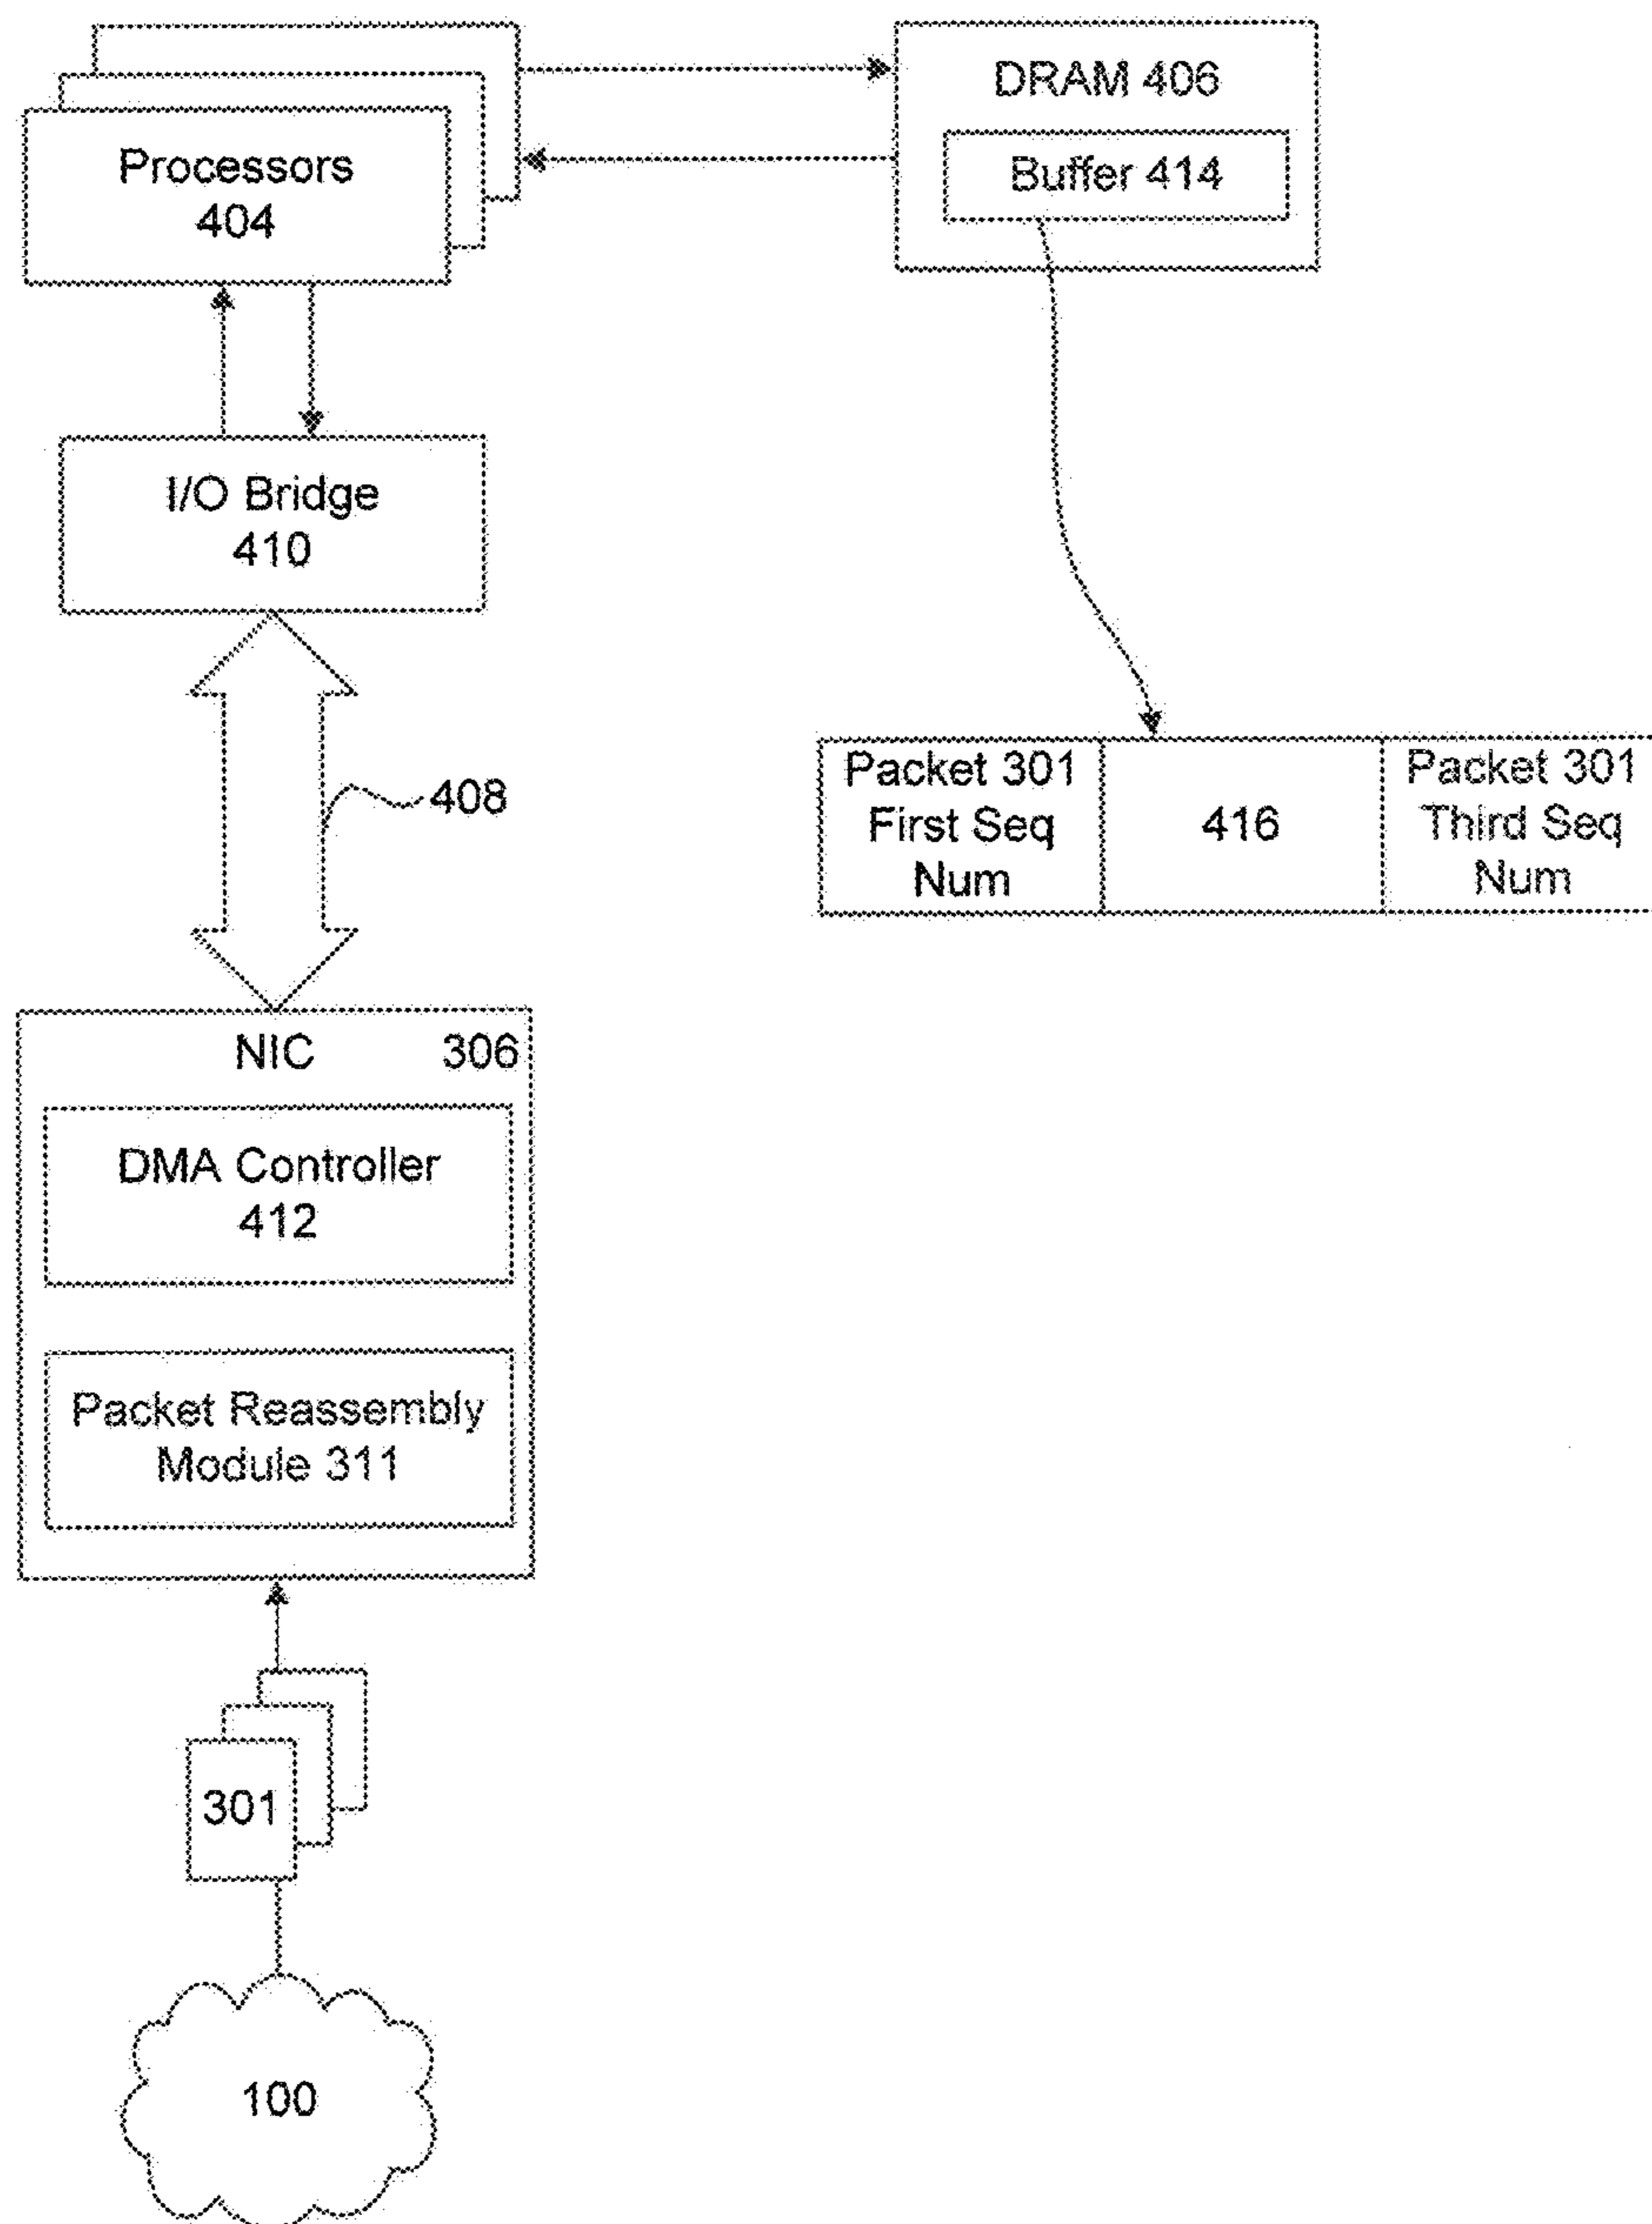 Processors
404
DRAM 406
Buffer 414
I/O Bridge
410
408
Packet 301
First Seq
Num
416
Packet 301
Third Seq
Num
NIC 306
DMA Controller
412
Packet Reassembly
Module 311
301
100